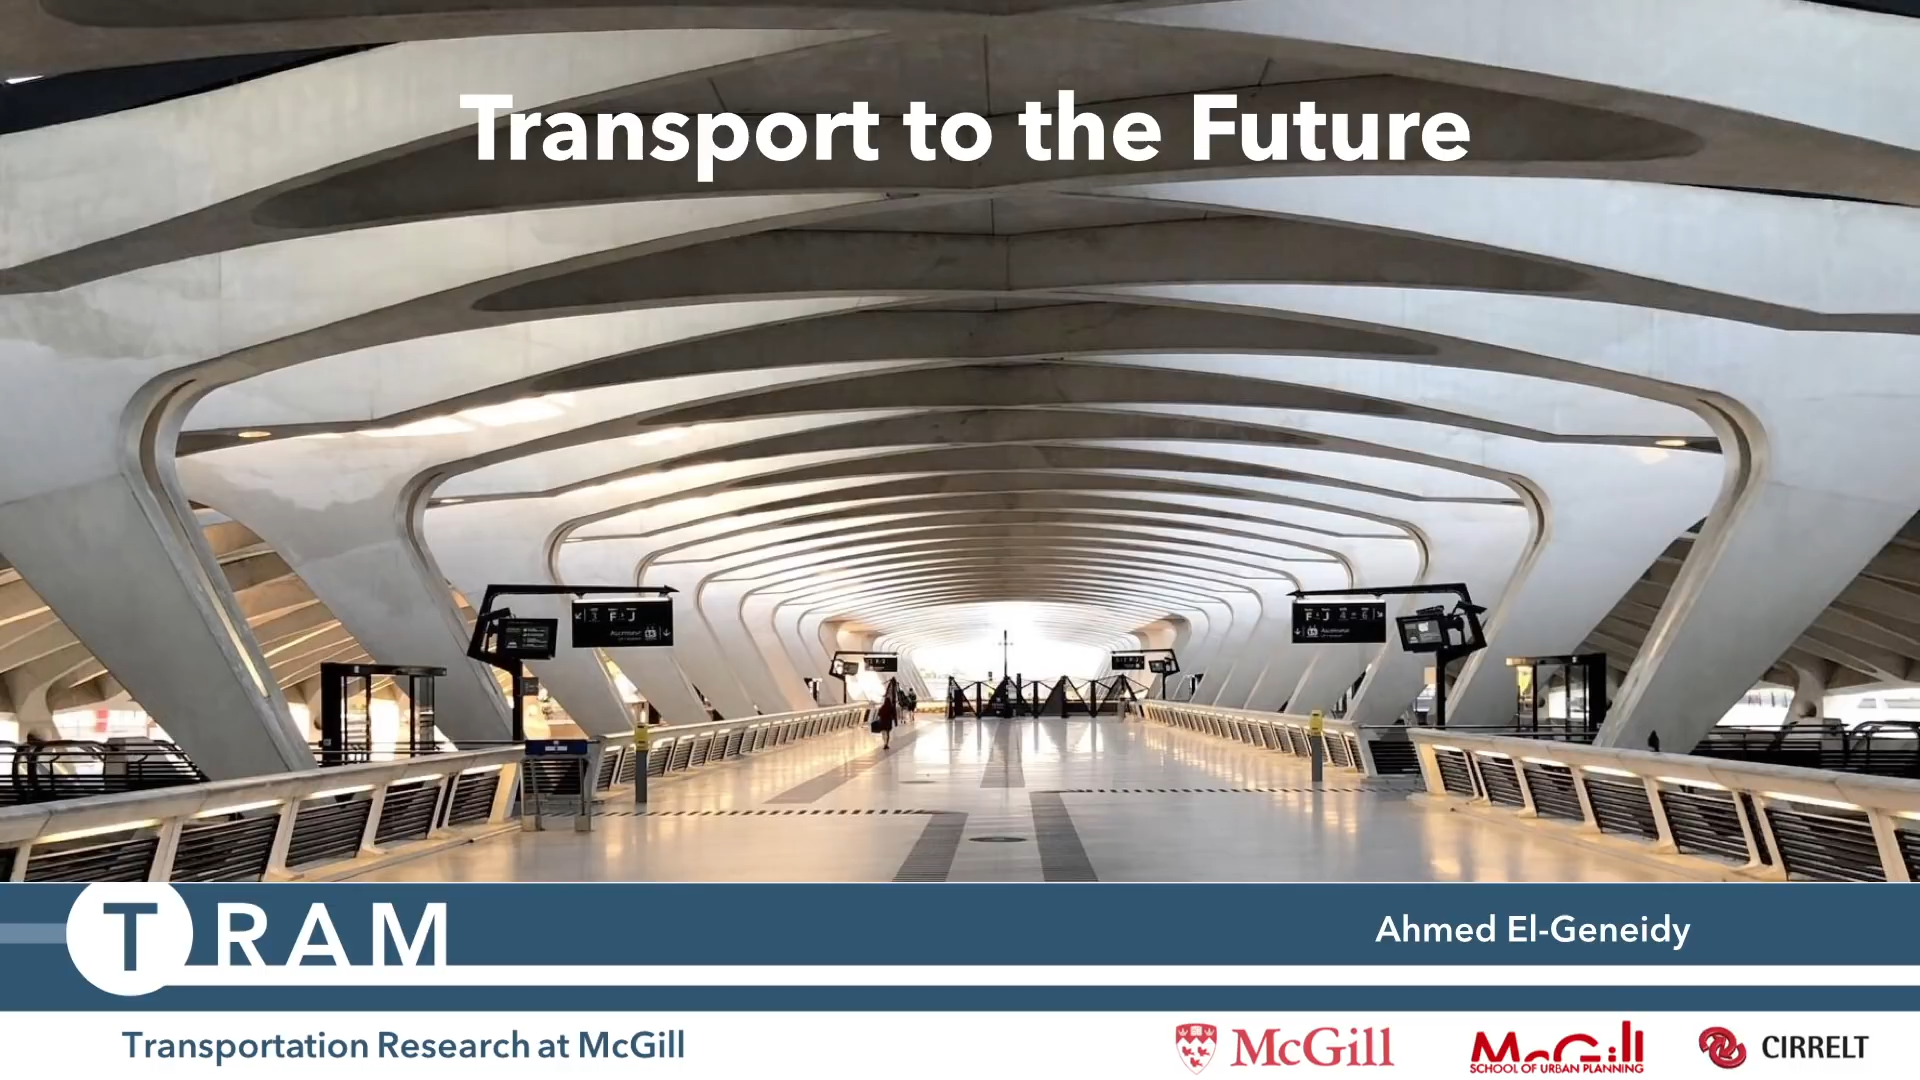 Transport to the Future
F J
F J
TRAM
Ahmed El-Geneidy
Transportation Research at McGill
McGill
McGill
SCHOOL OF URBAN PLANNING
CIRRELT